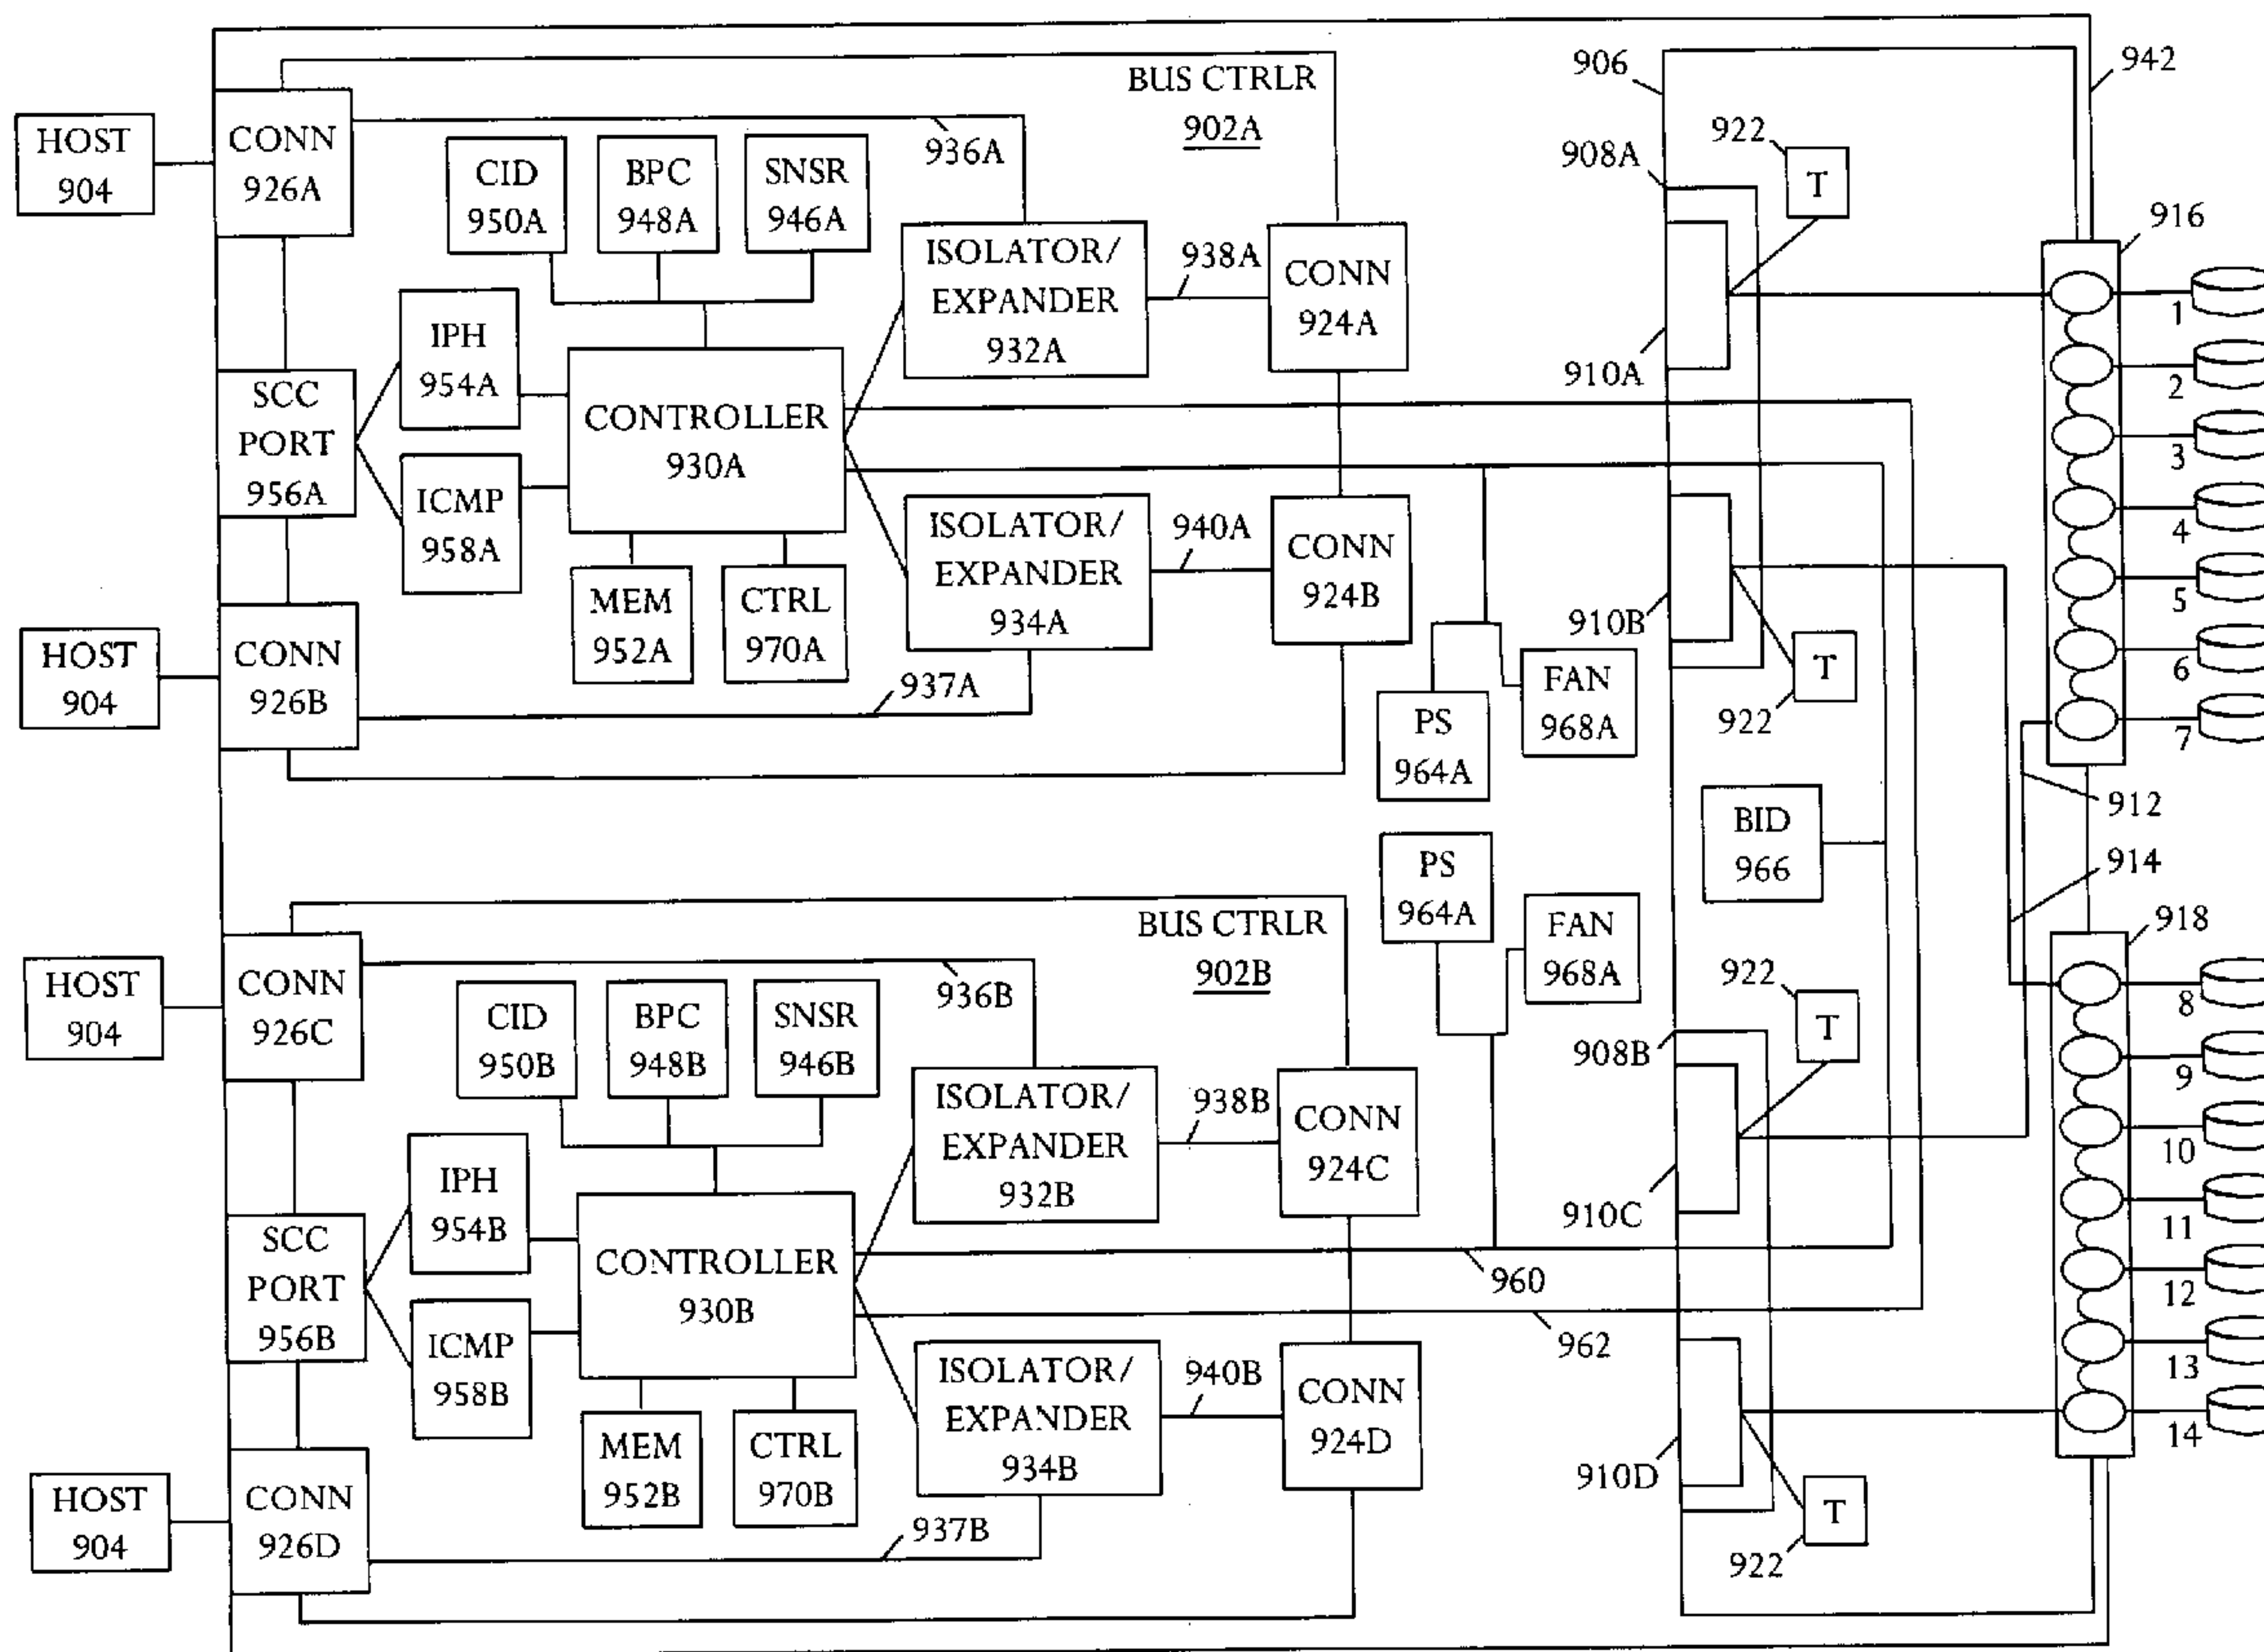 942
906
BUS CTRLR
902A
HOST
904
CONN
926A
936A
CID
950A
BPC
948A
SNSR
946A
ISOLATOR/
EXPANDER
932A
938A
CONN
924A
908A
922
T
916
1
2
3
4
5
6
7
IPH
954A
SCC
PORT
956A
ICMP
958A
CONTROLLER
930A
910A
ISOLATOR/
EXPANDER
934A
940A
CONN
924B
MEM
952A
CTRL
970A
HOST
904
CONN
926B
937A
910B
T
922
FAN
968A
PS
964A
BID
966
912
914
PS
964A
FAN
968A
918
BUS CTRLR
902B
HOST
904
CONN
926C
936B
CID
950B
BPC
948B
SNSR
946B
ISOLATOR/
EXPANDER
932B
938B
CONN
924C
908B
922
T
8
9
10
11
12
13
14
IPH
954B
SCC
PORT
956B
ICMP
958B
CONTROLLER
930B
910C
960
962
ISOLATOR/
EXPANDER
934B
940B
CONN
924D
MEM
952B
CTRL
970B
HOST
904
CONN
926D
937B
910D
T
922